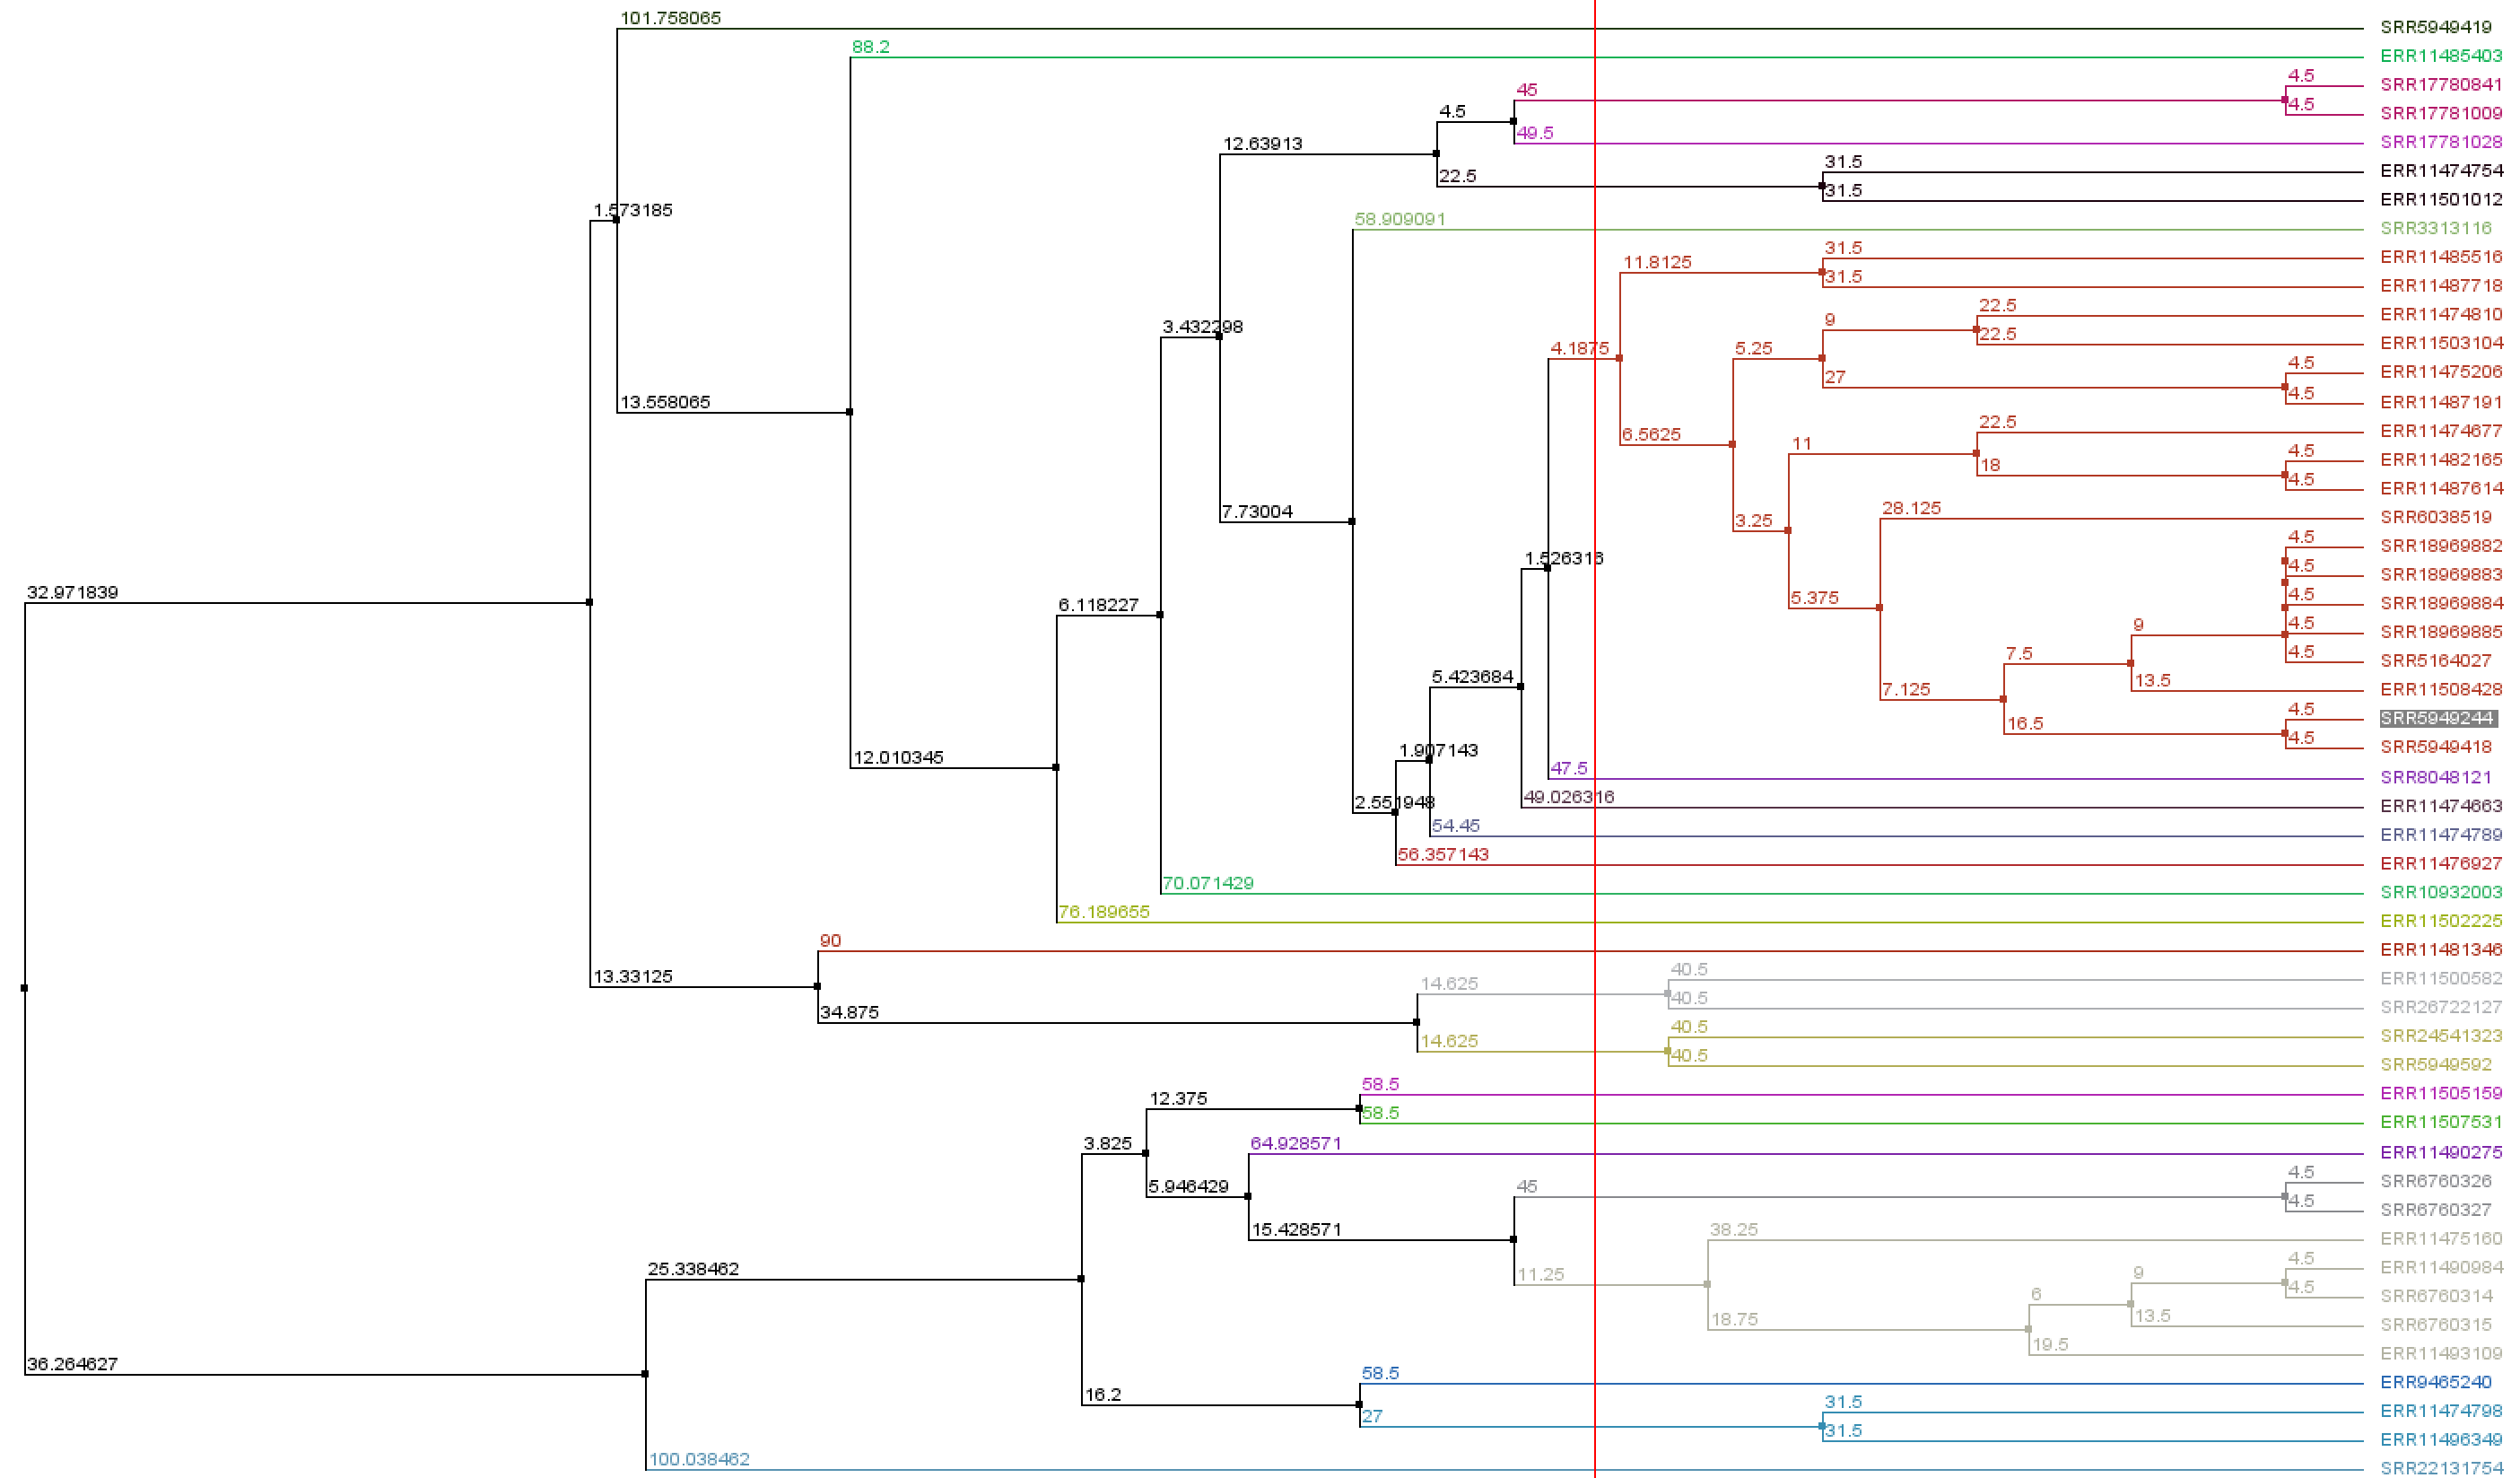 101.758065 SRR5949419
88.2 ERR11485403
4.5 SRR17780841
45 4.5 SRR17781009
4.5 49.5 SRR17781028
12.63913 31.5 ERR11474754
22.5 31.5 ERR11501012
1.573185 58.909091 SRR3313116
31.5 ERR11485516
11.8125 31.5 ERR11487718
22.5 ERR11474810
3.432298 4.1875 5.25 9 22.5 ERR11503104
4.5 ERR11475206
27 4.5 ERR11487191
13.558065 6.5625 22.5 ERR11474677
11 4.5 ERR11482165
18 4.5 ERR11487614
7.73004 3.25 28.125 SRR6038519
4.5 SRR18969882
1.526316 4.5 SRR18969883
32.971839 6.118227 5.375 4.5 SRR18969884
9 4.5 SRR18969885
7.5 4.5 SRR5164027
5.423684 7.125 13.5 ERR11508428
16.5 4.5 SRR5949244
12.010345 1.907143 4.5 SRR5949418
47.5 SRR8048121
2.551948 49.026316 ERR11474663
54.45 ERR11474789
56.357143 ERR11476927
70.071429 SRR10932003
76.189655 ERR11502225
90 ERR11481346
13.33125 14.625 40.5 ERR11500582
34.875 40.5 SRR26722127
14.625 40.5 SRR24541323
40.5 SRR5949592
12.375 58.5 ERR11505159
58.5 ERR11507531
3.825 64.928571 ERR11490275
5.946429 45 4.5 SRR6760326
4.5 SRR6760327
15.428571 38.25 ERR11475160
25.338462 11.25 9 4.5 ERR11490984
6 4.5 SRR6760314
18.75 13.5 SRR6760315
36.264627 19.5 ERR11493109
16.2 58.5 ERR9465240
27 31.5 ERR11474798
31.5 ERR11496349
100.038462 SRR22131754